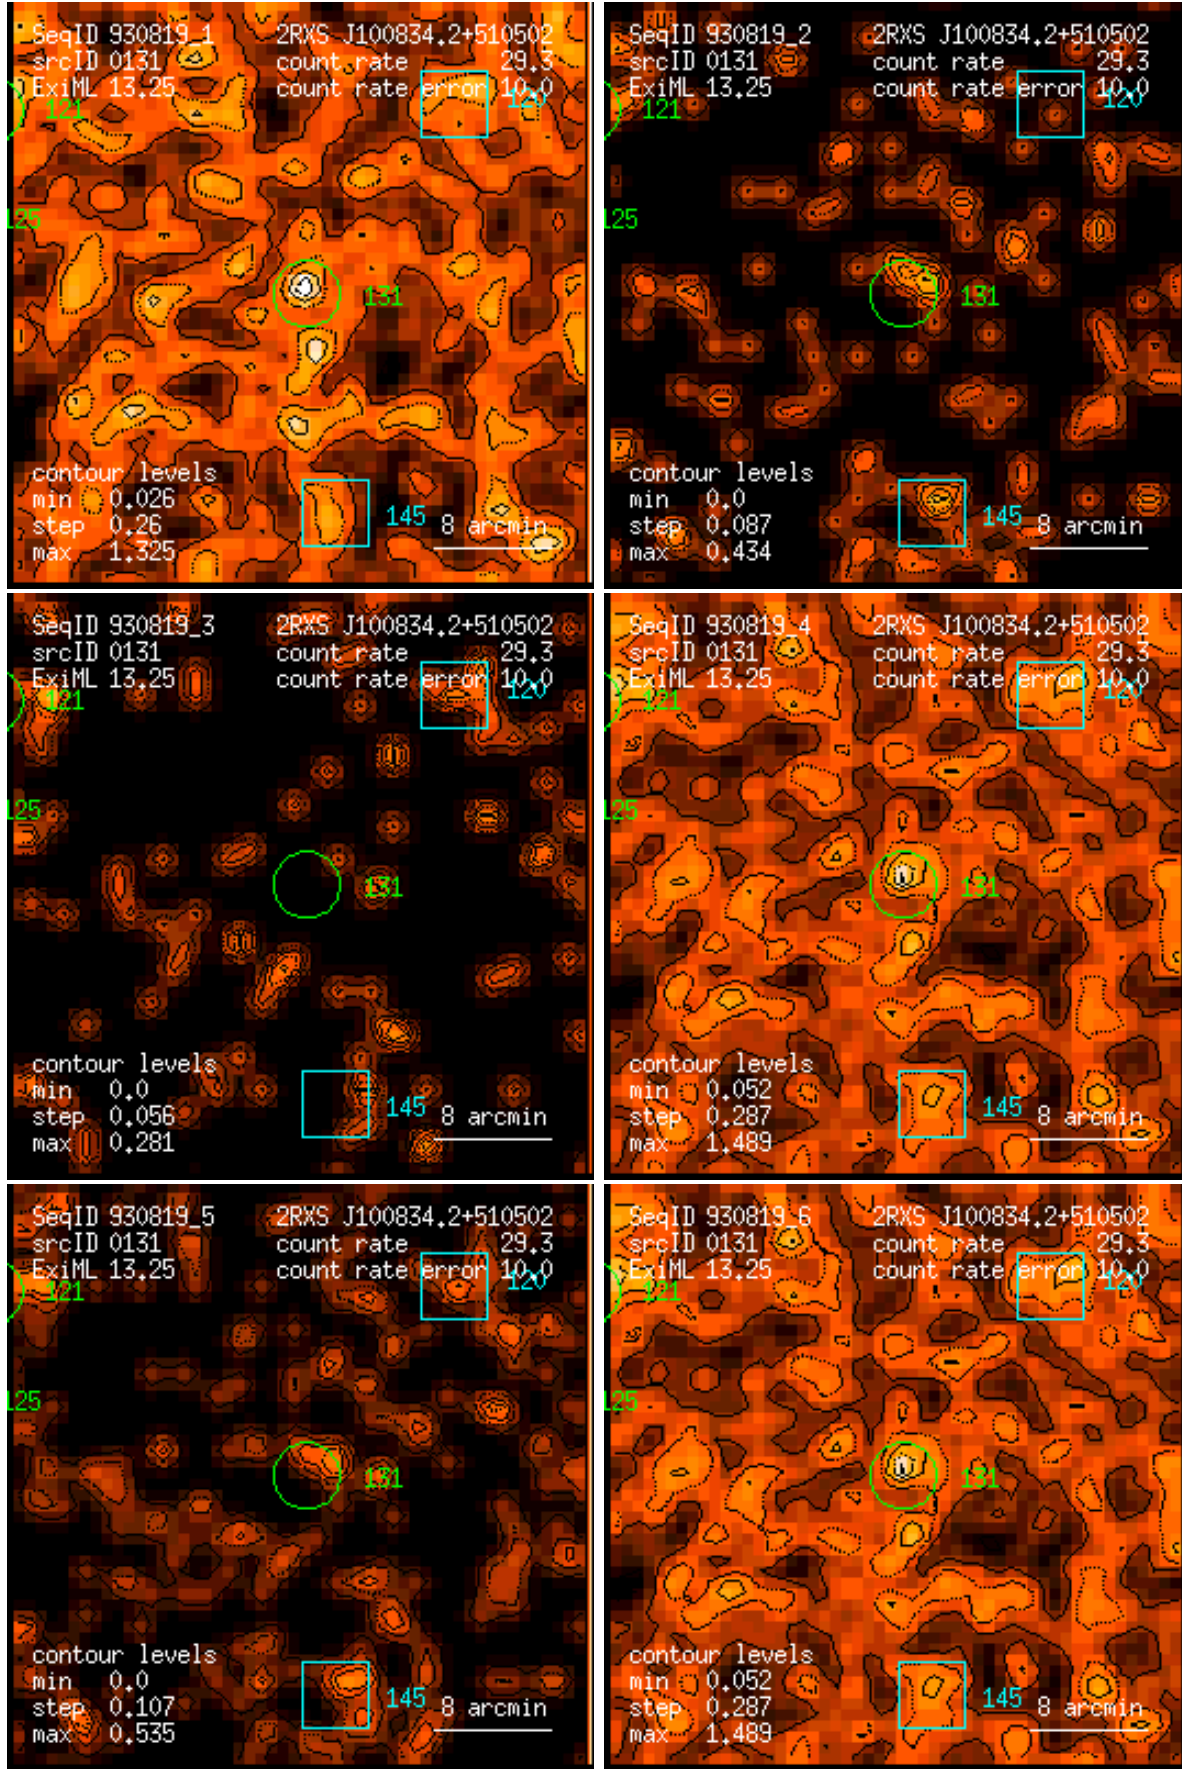 SeqID 930819_1 2RXS J100834.2+510502
srcID 0131 count rate 29.3
ExiML 13.25 count rate error 10.0
121 120
125
131
contour levels
min 0.026
step 0.26
max 1.325
145 8 arcmin
SeqID 930819_2 2RXS J100834.2+510502
srcID 0131 count rate 29.3
ExiML 13.25 count rate error 10.0
121 120
125
131
contour levels
min 0.0
step 0.087
max 0.434
145 8 arcmin
SeqID 930819_3 2RXS J100834.2+510502
srcID 0131 count rate 29.3
ExiML 13.25 count rate error 10.0
121 120
125
131
contour levels
min 0.0
step 0.056
max 0.281
145 8 arcmin
SeqID 930819_4 2RXS J100834.2+510502
srcID 0131 count rate 29.3
ExiML 13.25 count rate error 10.0
121 120
125
131
contour levels
min 0.052
step 0.287
max 1.489
145 8 arcmin
SeqID 930819_5 2RXS J100834.2+510502
srcID 0131 count rate 29.3
ExiML 13.25 count rate error 10.0
121 120
125
131
contour levels
min 0.0
step 0.107
max 0.535
145 8 arcmin
SeqID 930819_6 2RXS J100834.2+510502
srcID 0131 count rate 29.3
ExiML 13.25 count rate error 10.0
121 120
125
131
contour levels
min 0.052
step 0.287
max 1.489
145 8 arcmin